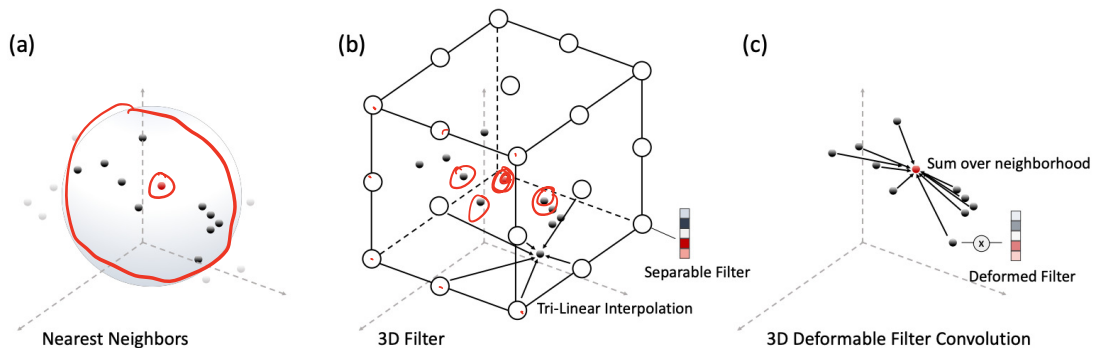 (a)
(b)
(c)
Sum over neighborhood
x
Separable Filter
Deformed Filter
Tri-Linear Interpolation
Nearest Neighbors
3D Filter
3D Deformable Filter Convolution